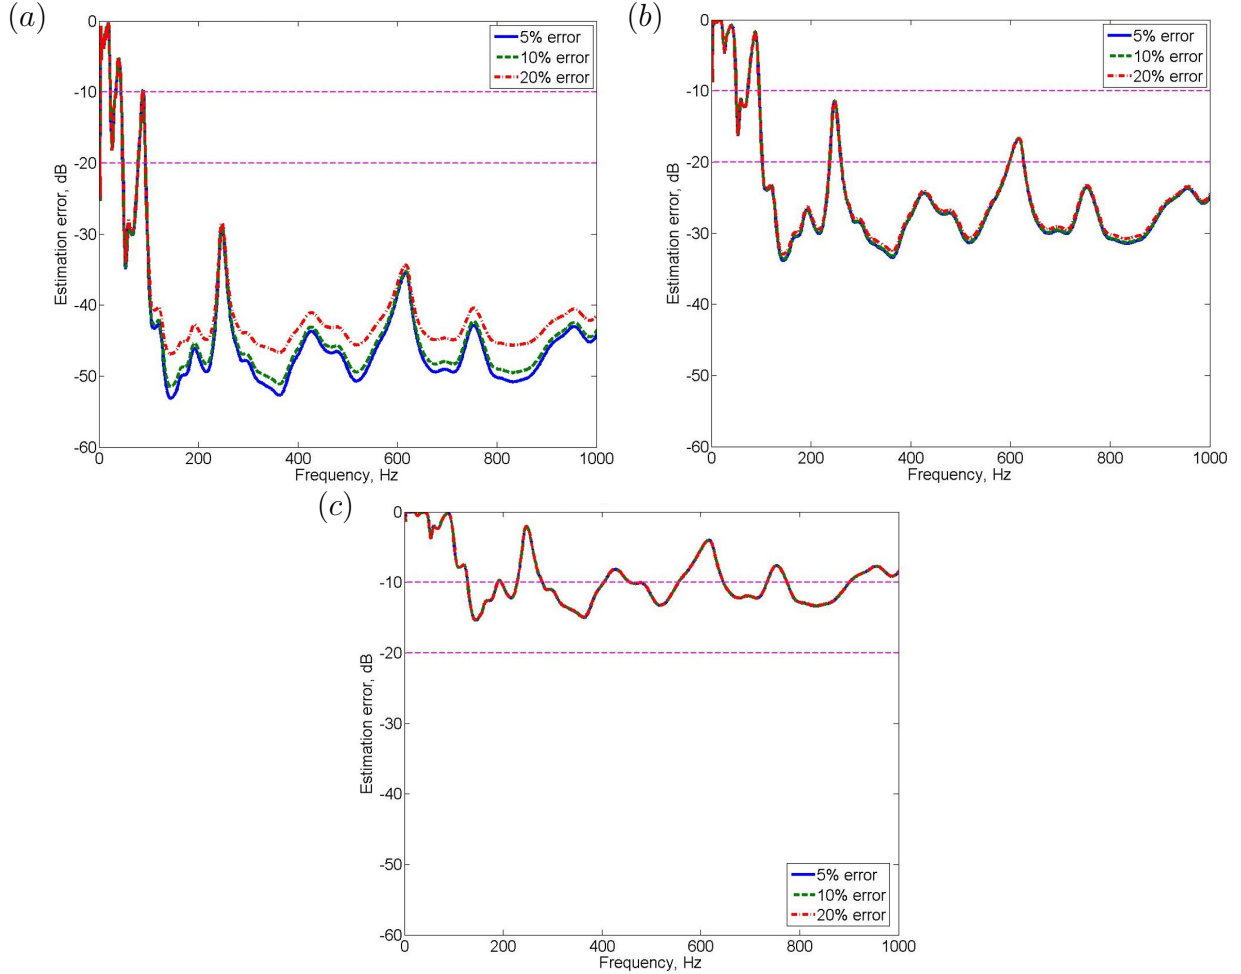 (a)
0
-10
-20
-30
-40
-50
-60
Estimation error, dB
5% error
10% error
20% error
0
200
400
600
800
1000
Frequency, Hz
(b)
0
-10
-20
-30
-40
-50
-60
Estimation error, dB
5% error
10% error
20% error
0
200
400
600
800
1000
Frequency, Hz
(c)
0
-10
-20
-30
-40
-50
-60
Estimation error, dB
5% error
10% error
20% error
0
200
400
600
800
1000
Frequency, Hz